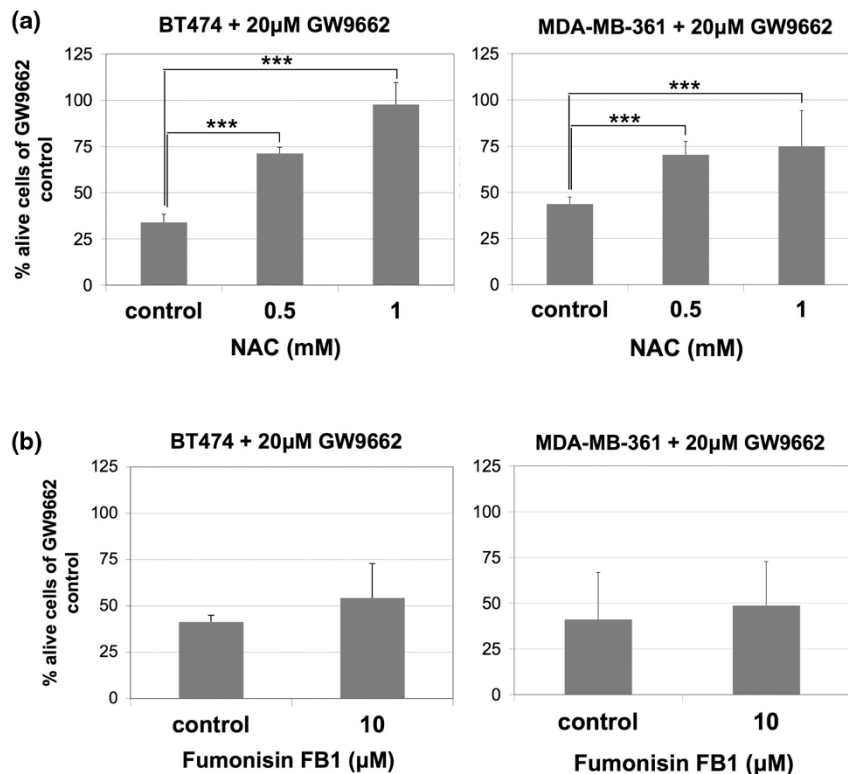 (a)
BT474 + 20µM GW9662
% alive cells of GW9662
control
125
100
75
50
25
0
***
***
control 0.5 1
NAC (mM)
MDA-MB-361 + 20µM GW9662
125
100
75
50
25
0
***
***
control 0.5 1
NAC (mM)
(b)
BT474 + 20µM GW9662
% alive cells of GW9662
control
125
100
75
50
25
0
control 10
Fumonisin FB1 (µM)
MDA-MB-361 + 20µM GW9662
125
100
75
50
25
0
control 10
Fumonisin FB1 (µM)